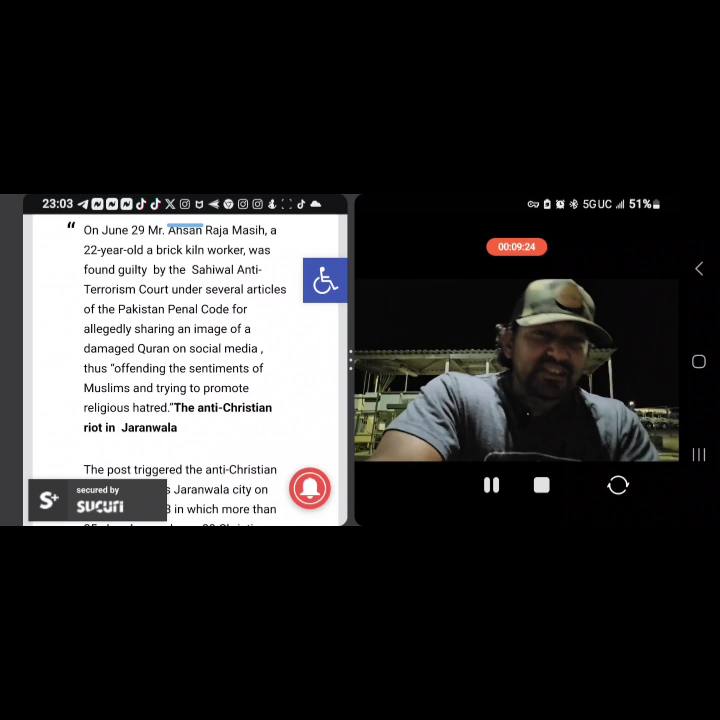 23:03
5G UC 51%
00:09:24
“ On June 29 Mr. Ahsan Raja Masih, a
22-year-old a brick kiln worker, was
found guilty by the Sahiwal Anti-
Terrorism Court under several articles
of the Pakistan Penal Code for
allegedly sharing an image of a
damaged Quran on social media ,
thus “offending the sentiments of
Muslims and trying to promote
religious hatred.”The anti-Christian
riot in Jaranwala
The post triggered the anti-Christian
Jaranwala city on
in which more than
S+ secured by
sucuri